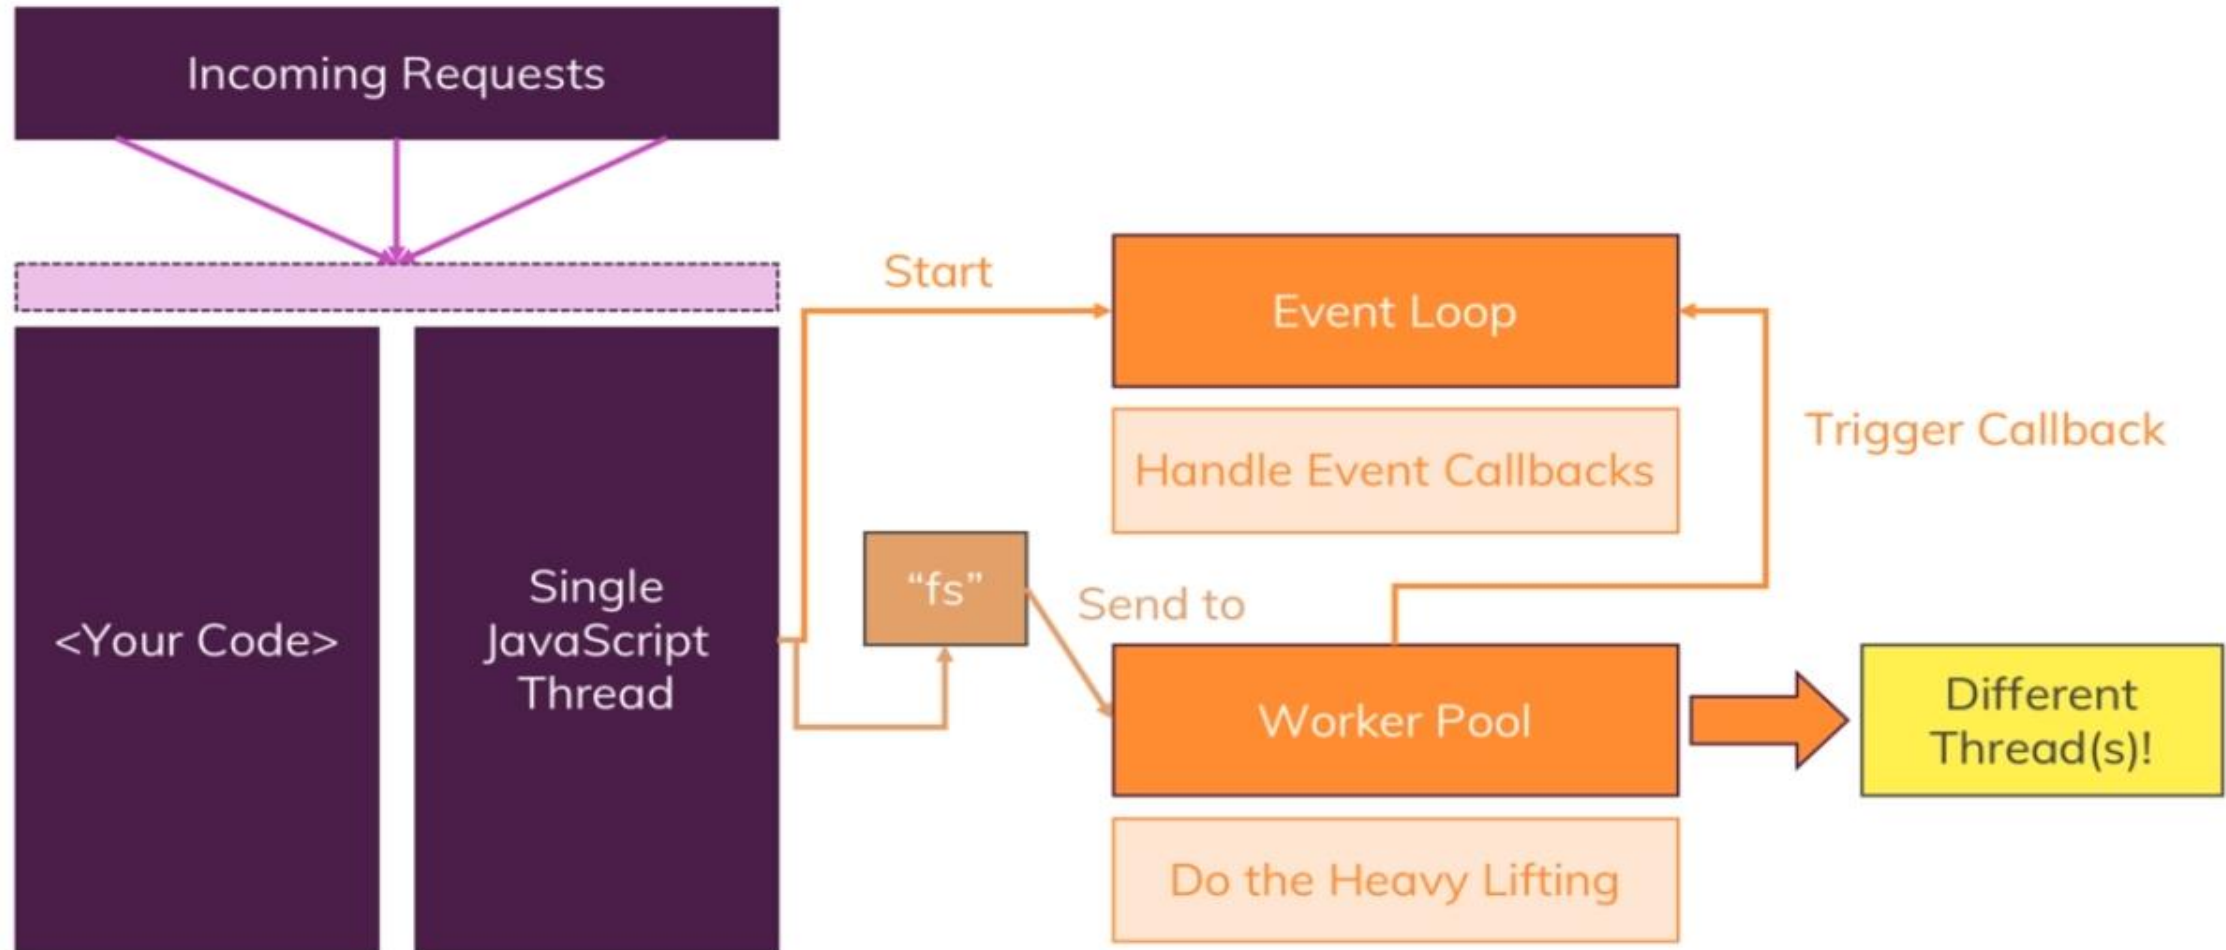 Incoming Requests
Start
Event Loop
Handle Event Callbacks
Trigger Callback
<Your Code>
Single
JavaScript
Thread
“fs”
Send to
Worker Pool
Different
Thread(s)!
Do the Heavy Lifting